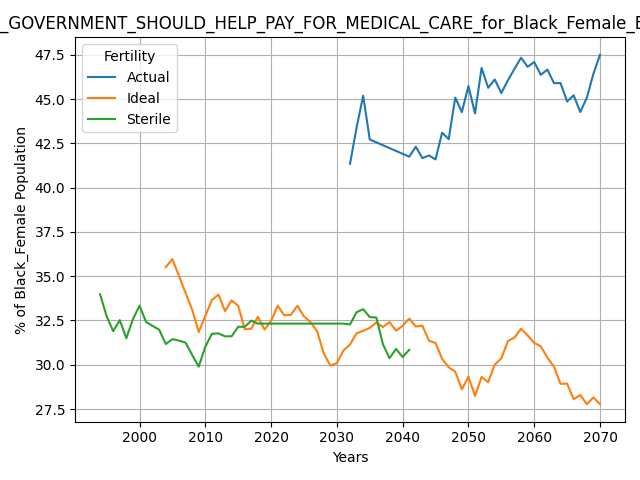 _GOVERNMENT_SHOULD_HELP_PAY_FOR_MEDICAL_CARE_for_Black_Female_
Fertility
Actual
Ideal
Sterile
47.5
45.0
42.5
40.0
37.5
35.0
32.5
30.0
27.5
% of Black_Female Population
2000 2010 2020 2030 2040 2050 2060 2070
Years